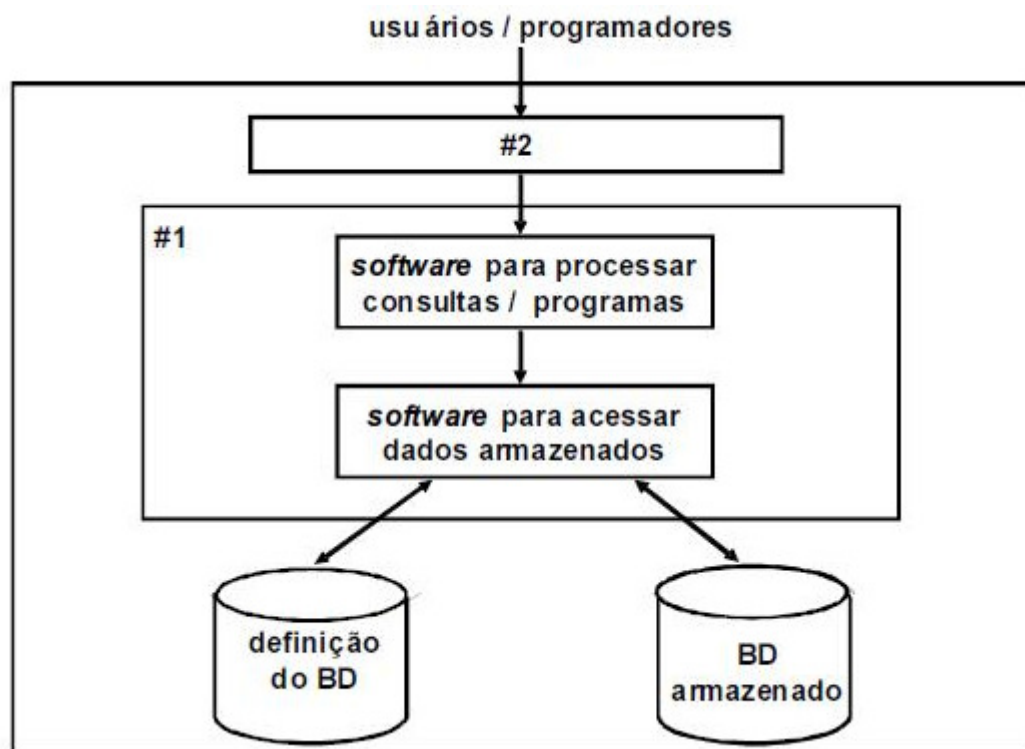 usuários / programadores
#2
#1
software para processar
consultas / programas
software para acessar
dados armazenados
definição
do BD
BD
armazenado